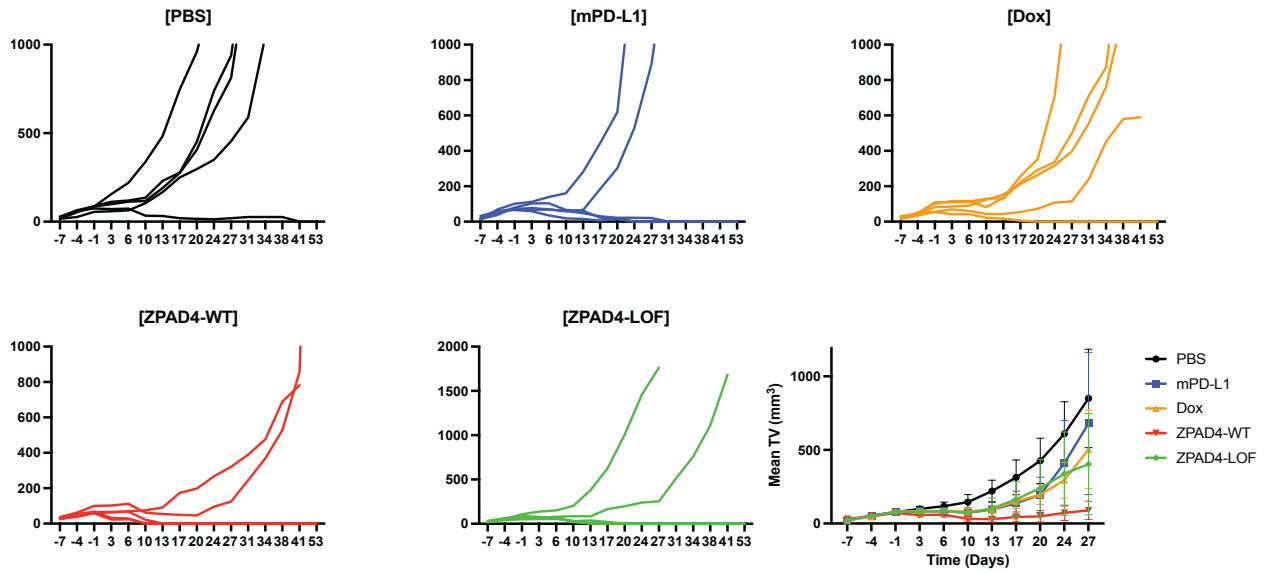 [PBS]
1000
500
0
-7 -4 -1 3 6 10 13 17 20 24 27 31 34 41 53
[mPD-L1]
1000
800
600
400
200
0
-7 -4 -1 3 6 10 13 17 20 24 27 31 34 38 41 53
[Dox]
1000
800
600
400
200
0
-7 -4 -1 3 6 10 13 17 20 24 27 31 34 38 41 53
[ZPAD4-WT]
1000
800
600
400
200
0
-7 -4 -1 3 6 10 13 17 20 24 27 31 34 38 41 53
[ZPAD4-LOF]
2000
1500
1000
500
0
-7 -4 -1 3 6 10 13 17 20 24 27 31 34 38 41 53
Mean TV (mm³)
1000
500
0
-7 -4 -1 3 6 10 13 17 20 24 27
Time (Days)
PBS
mPD-L1
Dox
ZPAD4-WT
ZPAD4-LOF